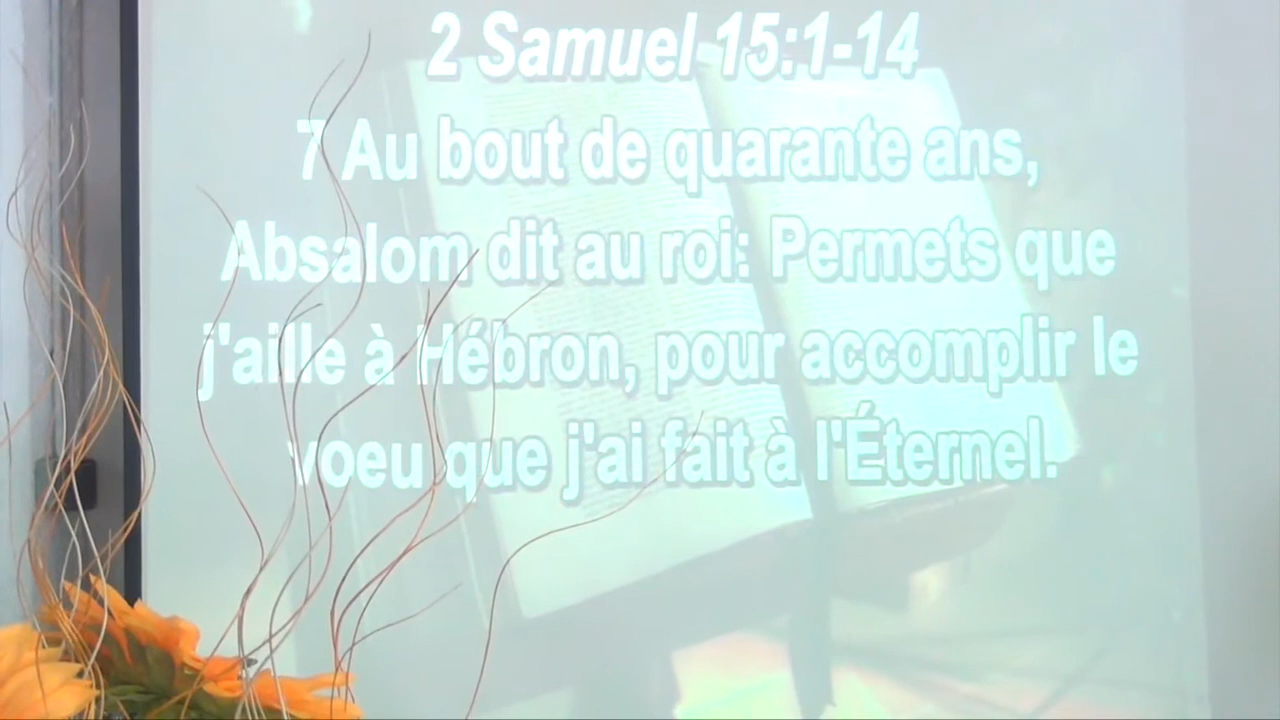 2 Samuel 15:1-14
7 Au bout de quarante ans,
Absalom dit au roi: Permets que
j'aille à Hébron, pour accomplir le
voeu que j'ai fait à l'Éternel.